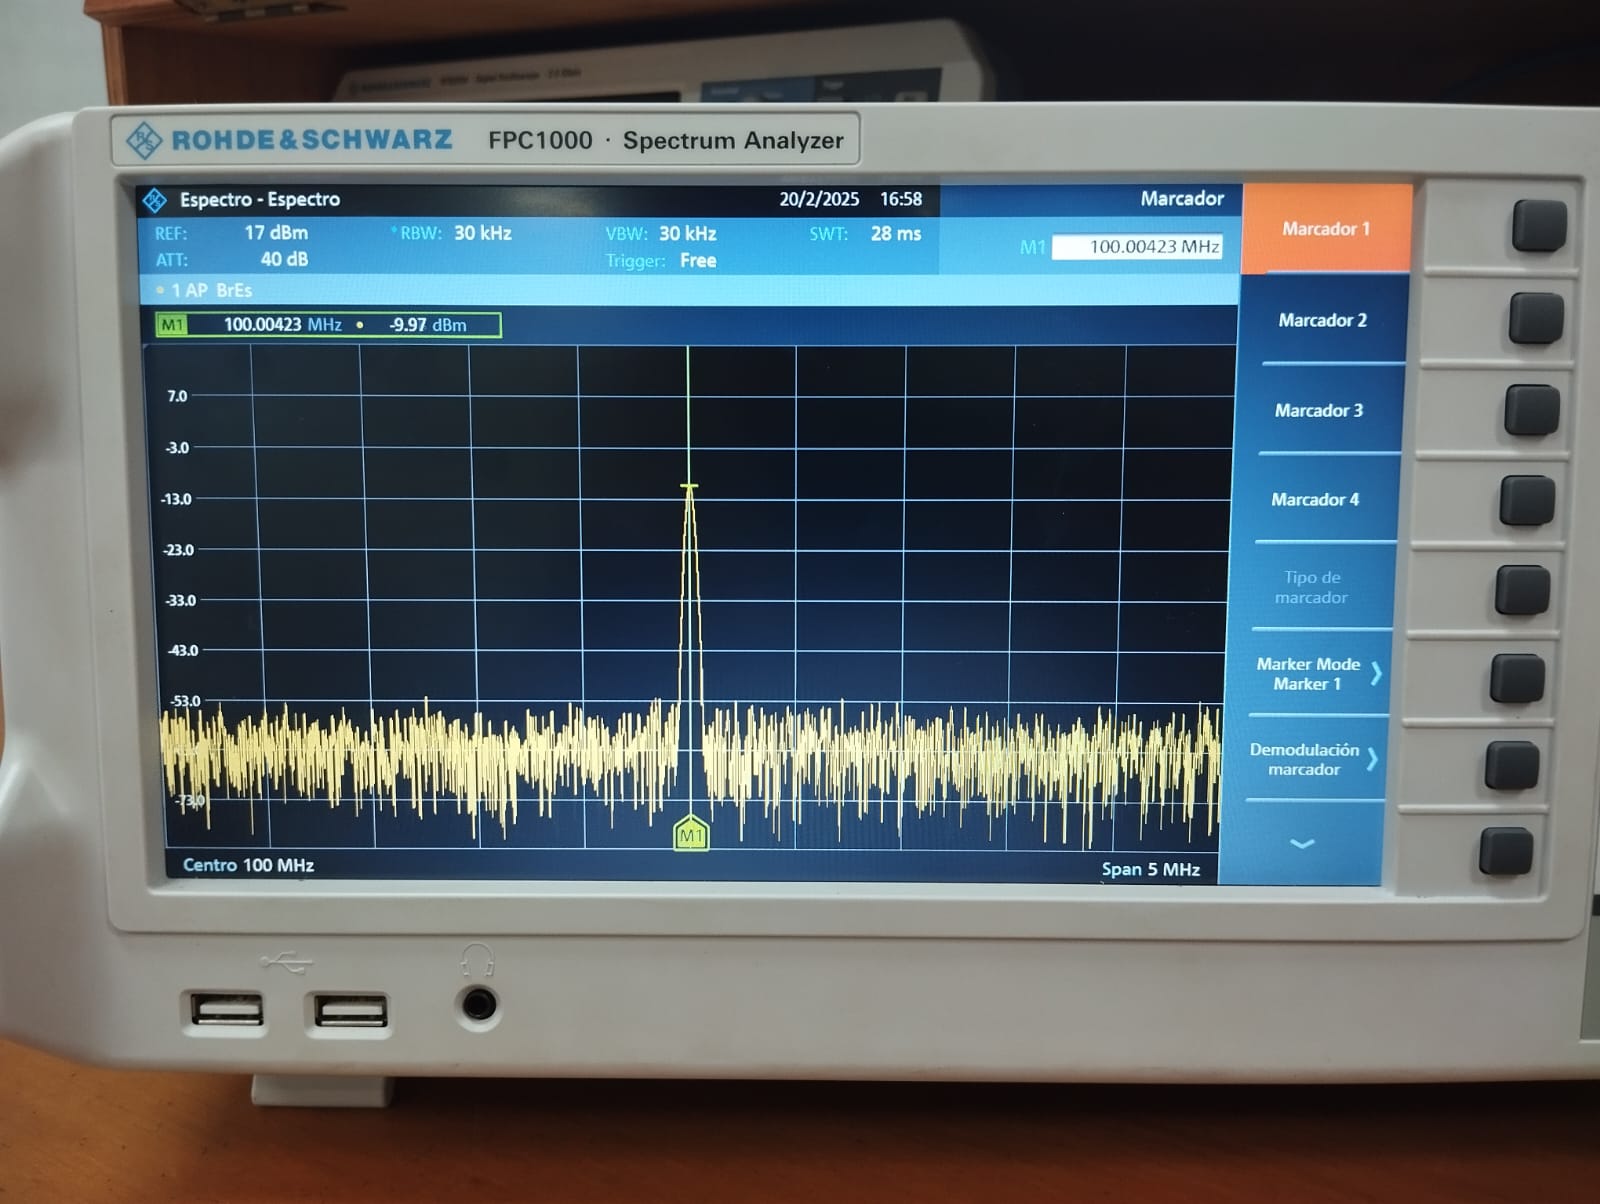 ROHDE & SCHWARZ FPC1000 · Spectrum Analyzer
Espectro - Espectro 20/2/2025 16:58 Marcador
REF: 17 dBm *RBW: 30 kHz VBW: 30 kHz SWT: 28 ms
ATT: 40 dB Trigger: Free
M1 100.00423 MHz
1 AP BrEs
M1 100.00423 MHz • -9.97 dBm
7.0
-3.0
-13.0
-23.0
-33.0
-43.0
-53.0
-73.0
M1
Centro 100 MHz Span 5 MHz
Marcador 1
Marcador 2
Marcador 3
Marcador 4
Tipo de
marcador
Marker Mode
Marker 1
Demodulación
marcador